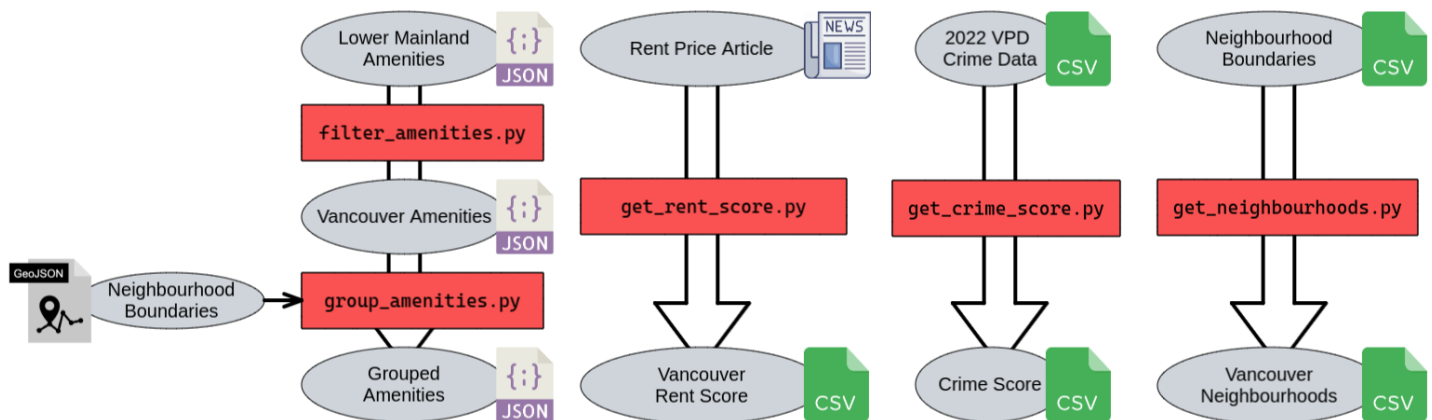 Lower Mainland
Amenities
{;}
JSON
filter_amenities.py
Vancouver Amenities
{;}
JSON
GeoJSON
Neighbourhood
Boundaries
group_amenities.py
Grouped
Amenities
{;}
JSON
Rent Price Article
NEWS
get_rent_score.py
Vancouver
Rent Score
CSV
2022 VPD
Crime Data
CSV
get_crime_score.py
Crime Score
CSV
Neighbourhood
Boundaries
CSV
get_neighbourhoods.py
Vancouver
Neighbourhoods
CSV